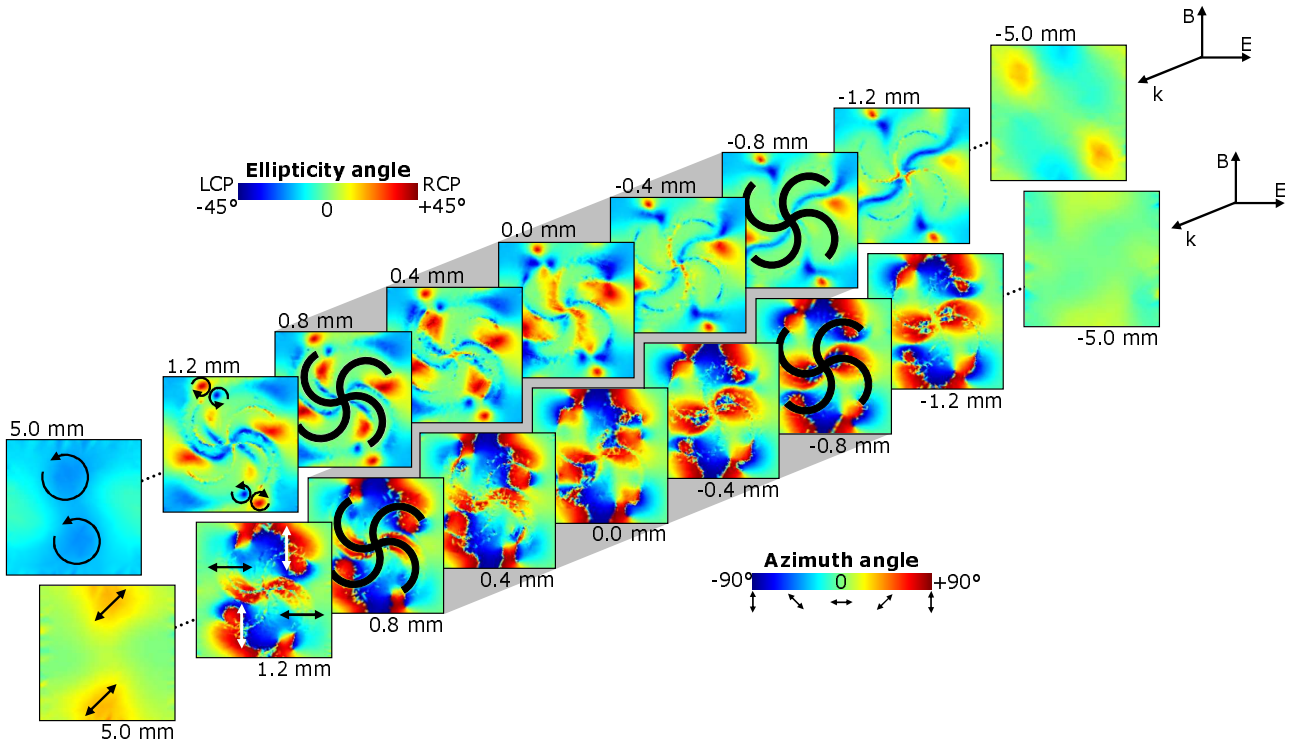 -5.0 mm
B
E
k
-1.2 mm
-0.8 mm
B
E
k
Ellipticity angle
LCP
RCP
-45°
0
+45°
-0.4 mm
0.0 mm
0.4 mm
0.8 mm
1.2 mm
5.0 mm
-5.0 mm
-1.2 mm
-0.8 mm
-0.4 mm
0.0 mm
0.4 mm
0.8 mm
1.2 mm
5.0 mm
Azimuth angle
-90°
0
+90°